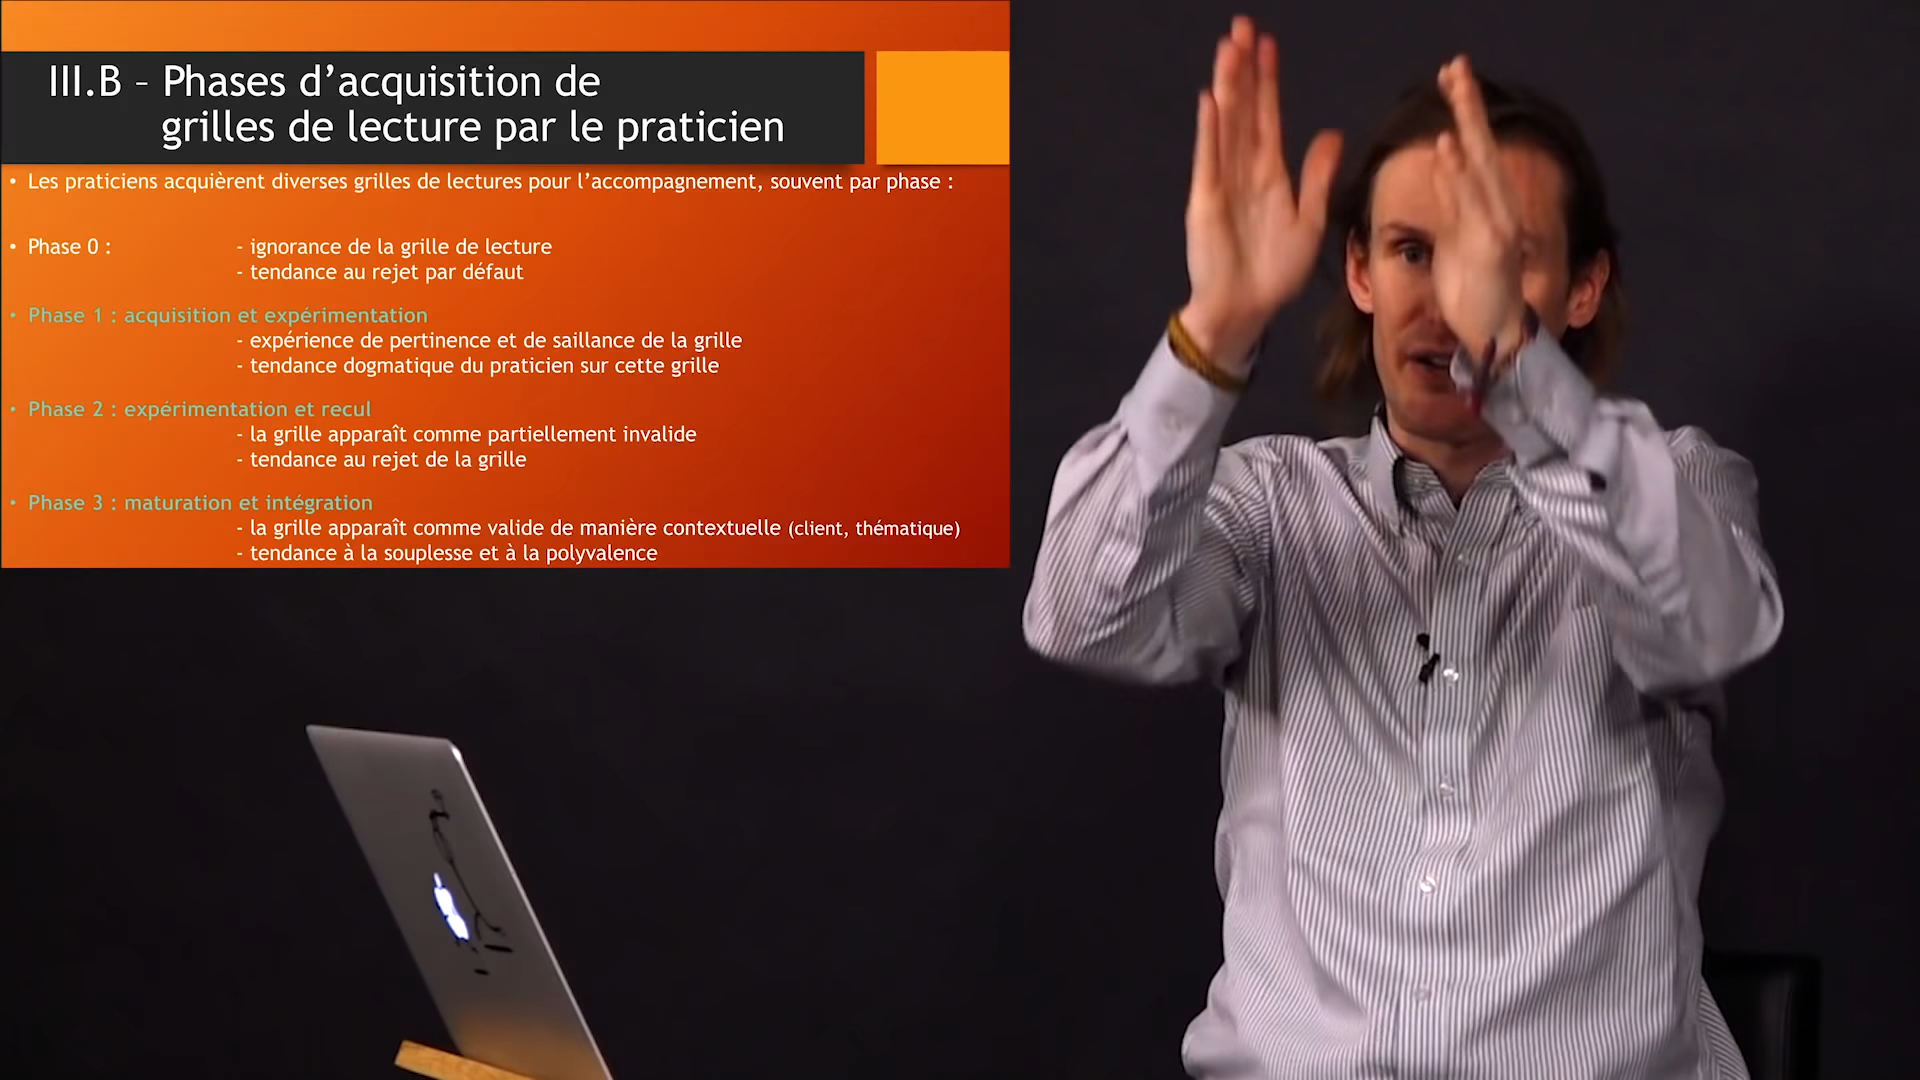 III.B – Phases d’acquisition de
grilles de lecture par le praticien
• Les praticiens acquièrent diverses grilles de lectures pour l’accompagnement, souvent par phase :
• Phase 0 : - ignorance de la grille de lecture
- tendance au rejet par défaut
• Phase 1 : acquisition et expérimentation
- expérience de pertinence et de saillance de la grille
- tendance dogmatique du praticien sur cette grille
• Phase 2 : expérimentation et recul
- la grille apparaît comme partiellement invalide
- tendance au rejet de la grille
• Phase 3 : maturation et intégration
- la grille apparaît comme valide de manière contextuelle (client, thématique)
- tendance à la souplesse et à la polyvalence